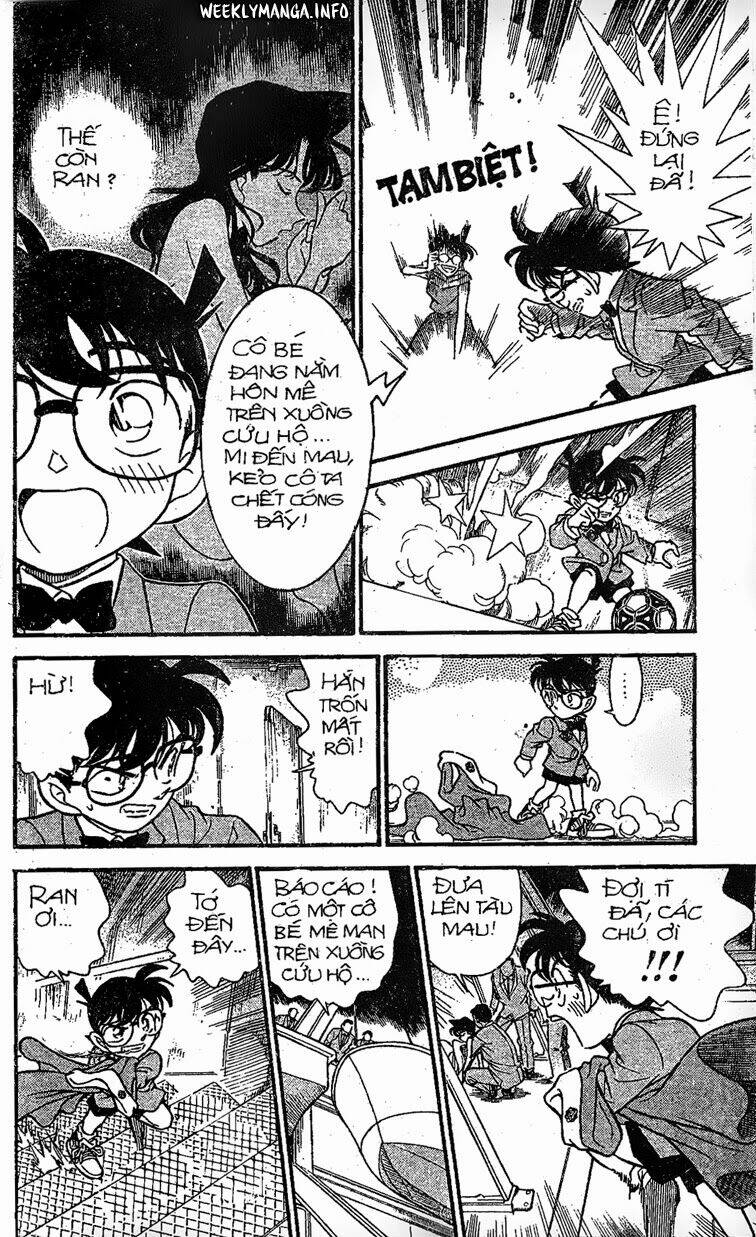 WEEKLYMANGA.INFO
THẾ
CÒN
RAN?
CÔ BÉ
ĐANG NẰM
HÔN MÊ
TRÊN XUỒNG
CỨU HỘ...
MI ĐẾN MAU,
KẺO CÔ TA
CHẾT CÓNG
ĐẤY!
TẠM BIỆT!
Ê!
ĐỨNG
LẠI
ĐÃ!
HỪ!
HẮN
TRỐN
MẤT
RỒI!
......
RAN
ƠI...
TỚ
ĐẾN
ĐÂY...
BÁO CÁO!
CÓ MỘT CÔ
BÉ MÊ MAN
TRÊN XUỒNG
CỨU HỘ...
ĐƯA
LÊN TÀU
MAU!
ĐỢI TÍ
ĐÃ, CÁC
CHÚ ƠI
!!!